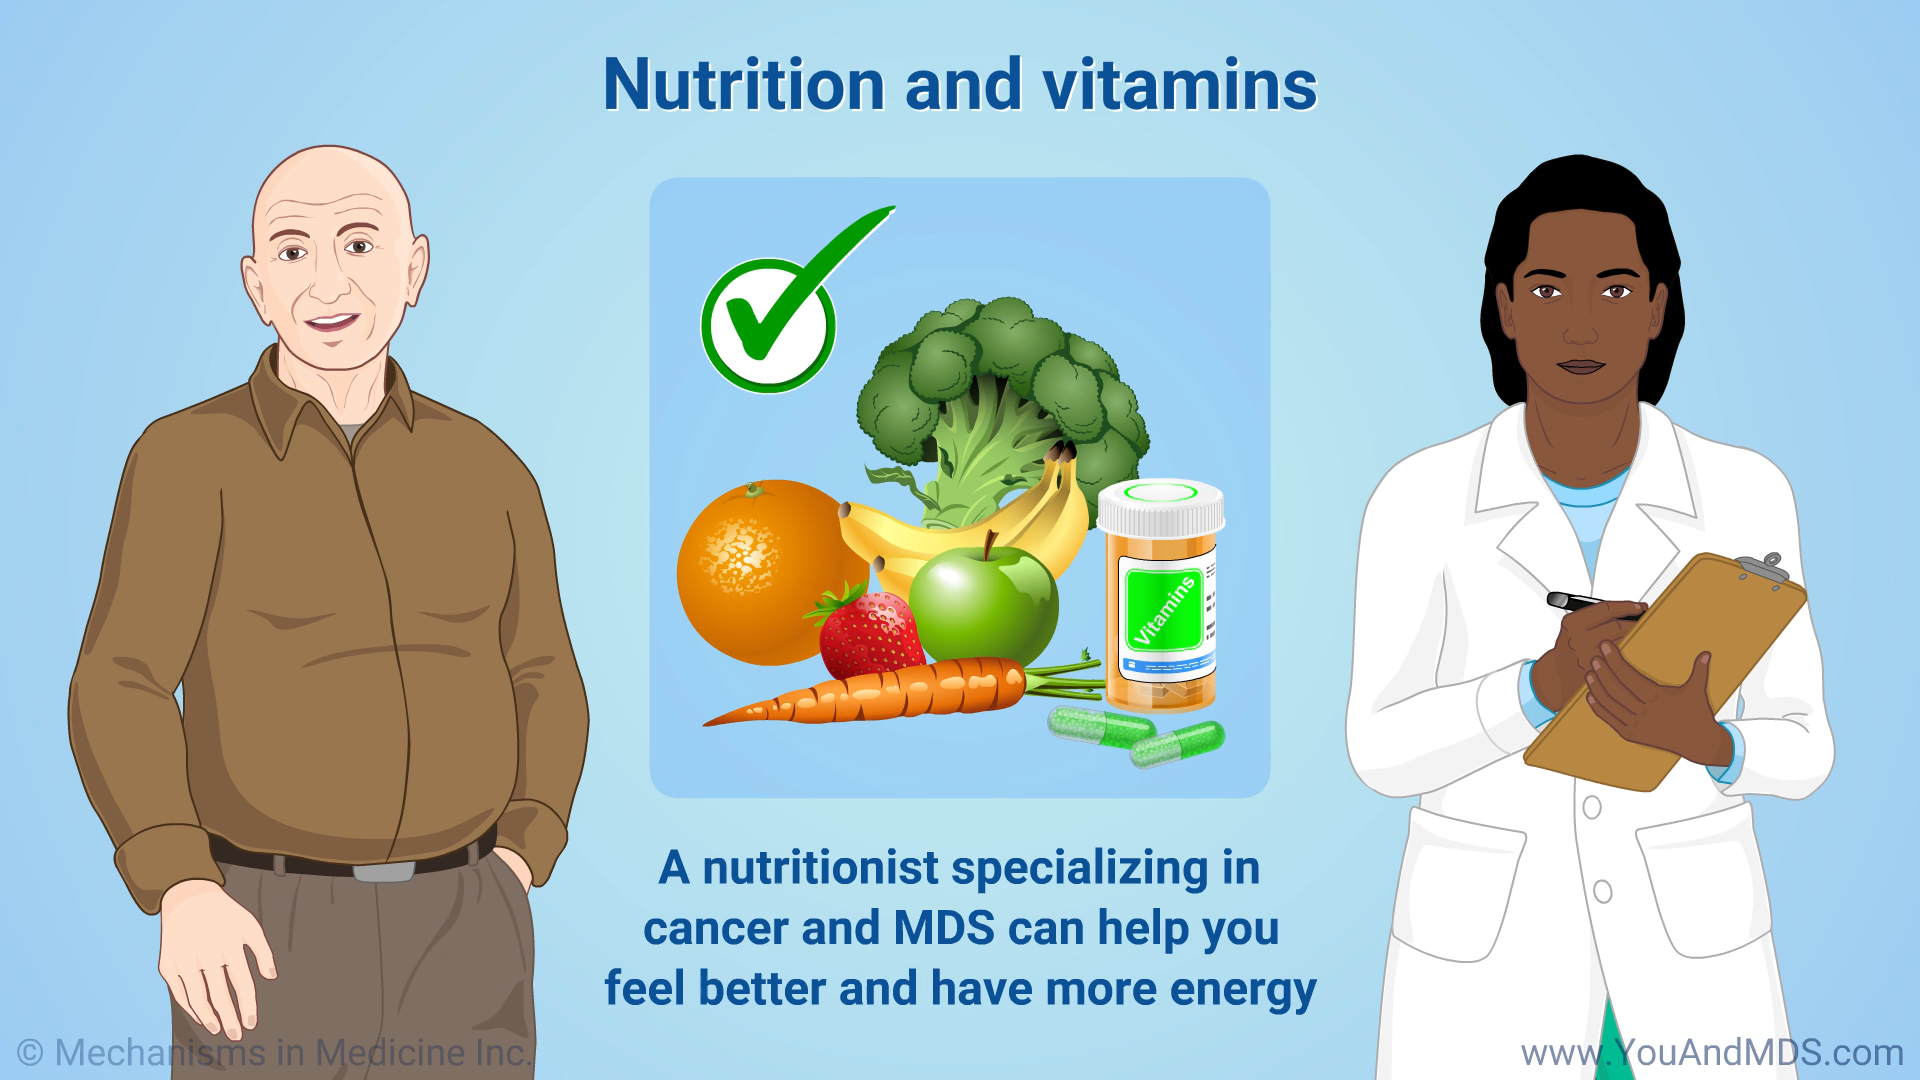 Nutrition and vitamins
Vitamins
A nutritionist specializing in
cancer and MDS can help you
feel better and have more energy
© Mechanisms in Medicine Inc.
www.YouAndMDS.com